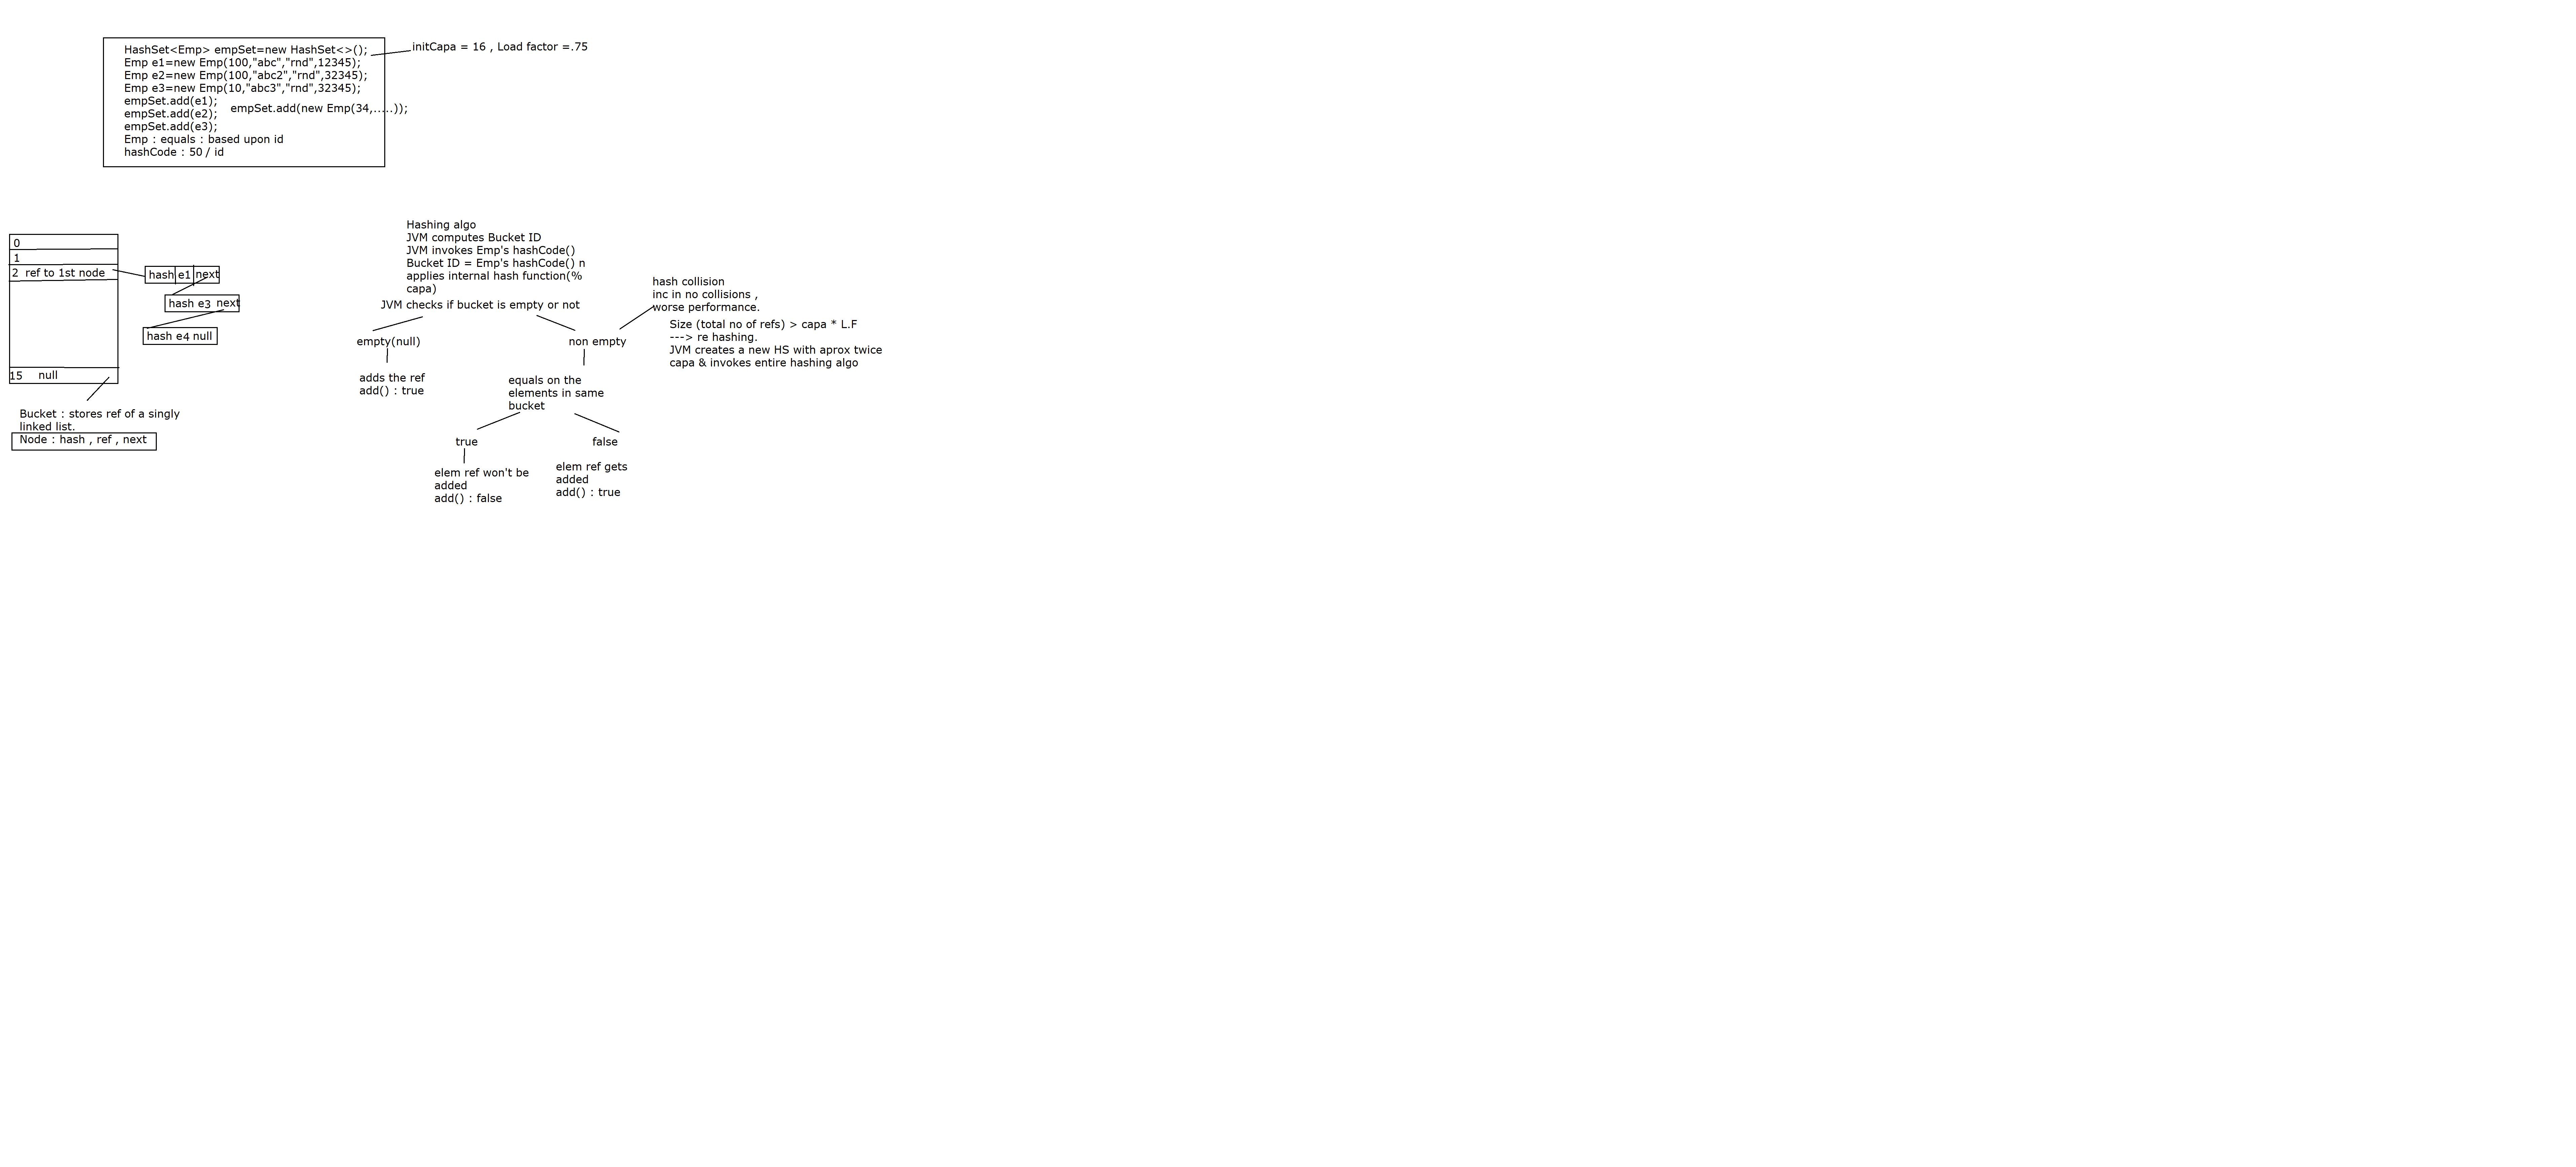 HashSet<Emp> empSet=new HashSet<>();
Emp e1=new Emp(100,"abc","rnd",12345);
Emp e2=new Emp(100,"abc2","rnd",32345);
Emp e3=new Emp(10,"abc3","rnd",32345);
empSet.add(e1);
empSet.add(new Emp(34,.....));
empSet.add(e2);
empSet.add(e3);
Emp : equals : based upon id
hashCode : 50 / id
initCapa = 16 , Load factor =.75
0
1
2 ref to 1st node
15 null
hash e1 next
hash e3 next
hash e4 null
Bucket : stores ref of a singly
linked list.
Node : hash , ref , next
Hashing algo
JVM computes Bucket ID
JVM invokes Emp's hashCode()
Bucket ID = Emp's hashCode() n
applies internal hash function(%
capa)
JVM checks if bucket is empty or not
empty(null)
adds the ref
add() : true
non empty
equals on the
elements in same
bucket
true
elem ref won't be
added
add() : false
false
elem ref gets
added
add() : true
hash collision
inc in no collisions ,
worse performance.
Size (total no of refs) > capa * L.F
---> re hashing.
JVM creates a new HS with aprox twice
capa & invokes entire hashing algo